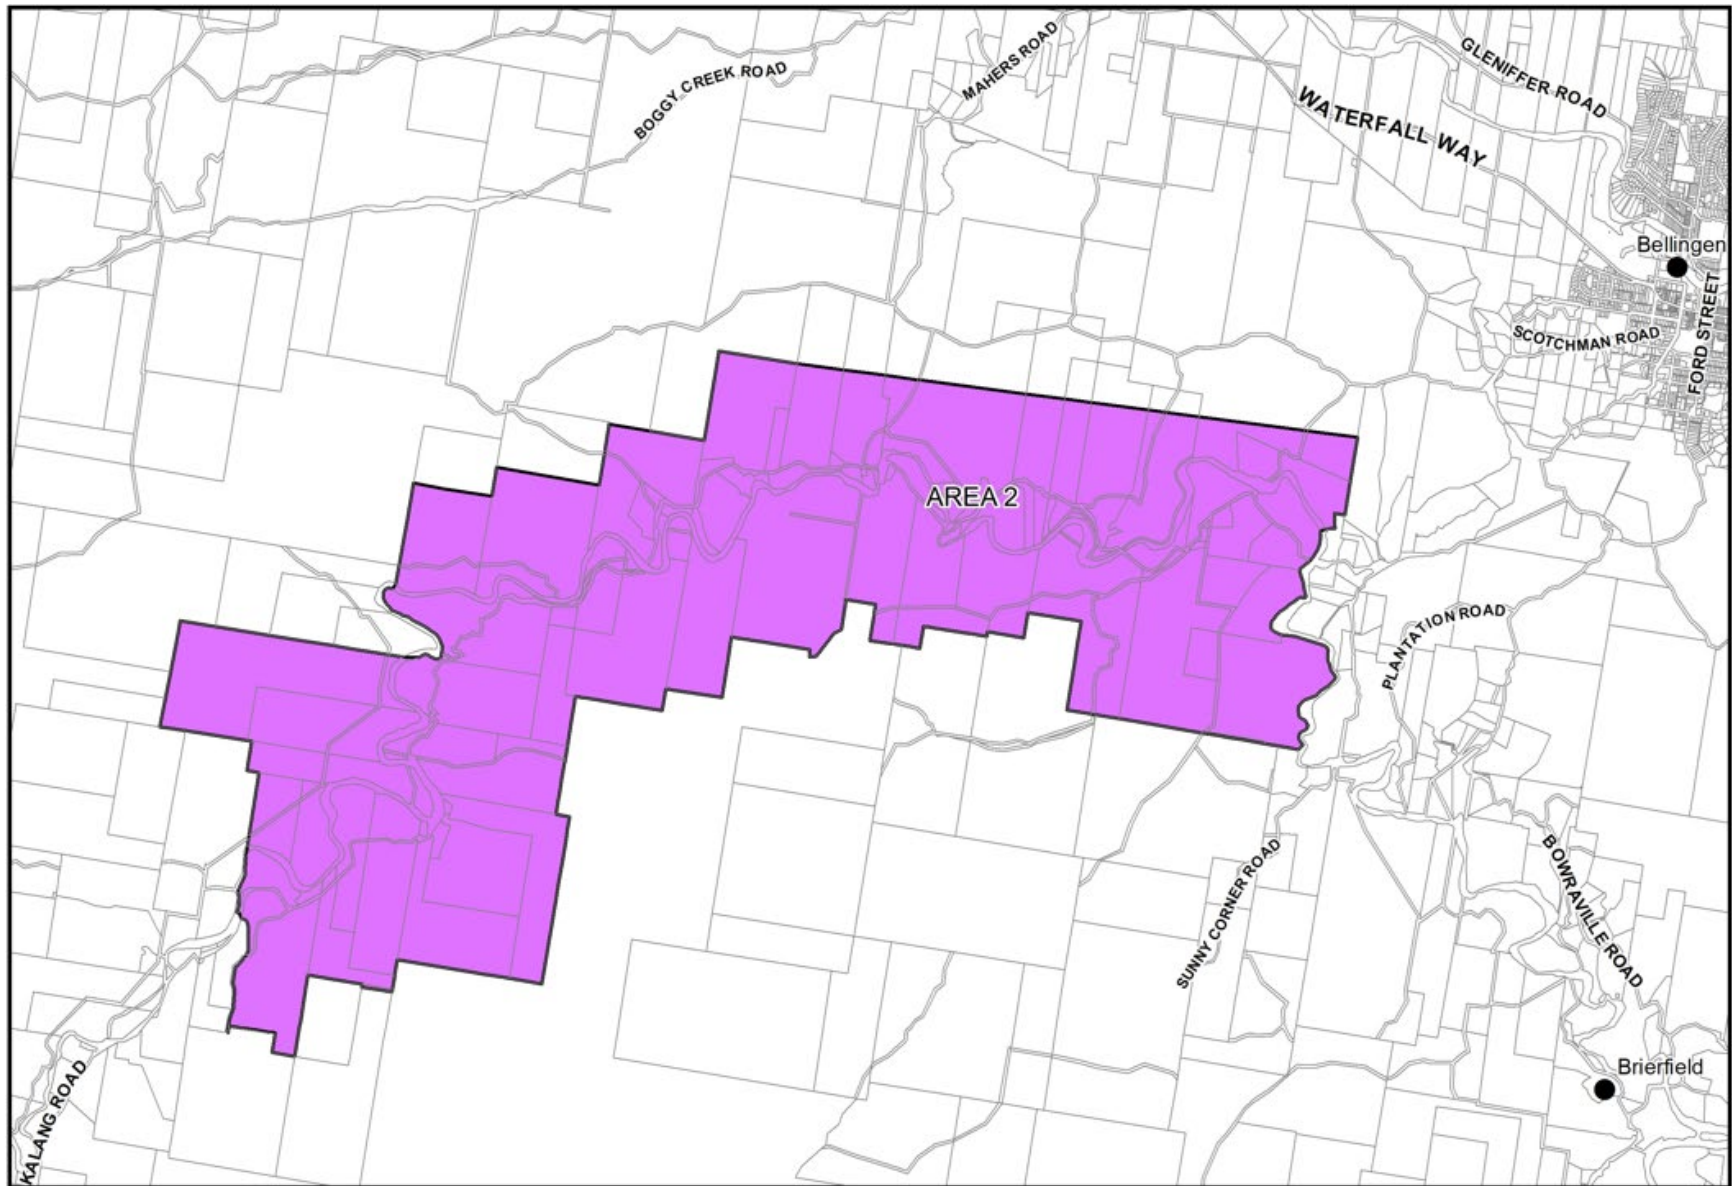 MAHERS ROAD
GLENIFFER ROAD
BOGGY CREEK ROAD
WATERFALL WAY
Bellingen
SCOTCHMAN ROAD
FORD STREET
AREA 2
PLANTATION ROAD
SUNNY CORNER ROAD
BOWRAVILLE ROAD
Brierfield
KALANG ROAD